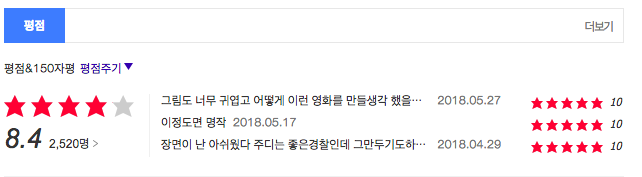 평점
더보기
평점&150자평 평점주기▼
그림도 너무 귀엽고 어떻게 이런 영화를 만들생각 했을… 2018.05.27 10
8.4 2,520명 >
이정도면 명작 2018.05.17 10
장면이 난 아쉬웠다 주디는 좋은경찰인데 그만두기도하… 2018.04.29 10